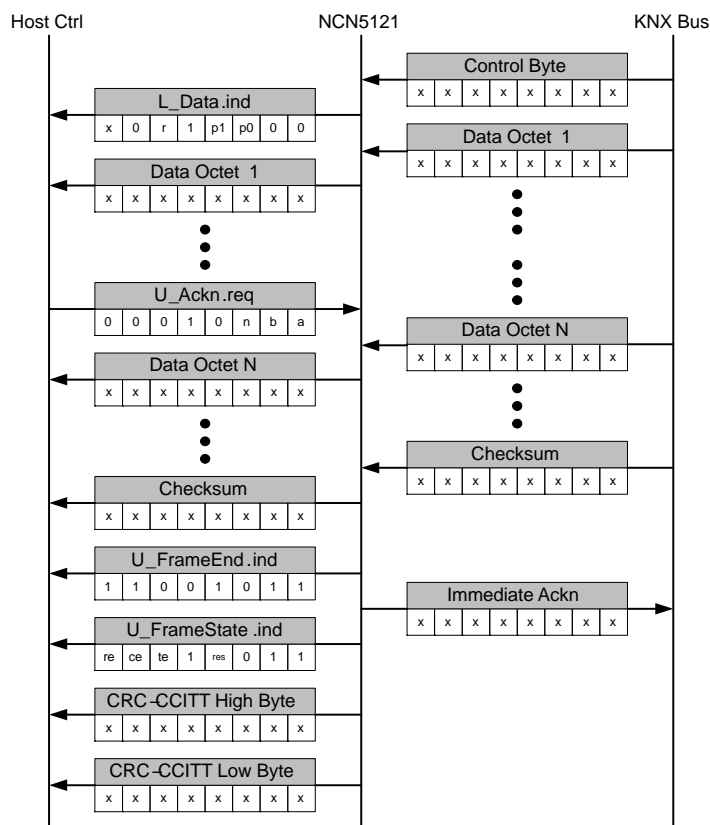 Host Ctrl NCN5121 KNX Bus
Control Byte
x x x x x x x x
L_Data.ind
x 0 r 1 p1 p0 0 0
Data Octet 1
x x x x x x x x
Data Octet 1
x x x x x x x x
U_Ackn.req
0 0 0 1 0 n b a
Data Octet N
x x x x x x x x
Data Octet N
x x x x x x x x
Checksum
x x x x x x x x
Checksum
x x x x x x x x
U_FrameEnd.ind
1 1 0 0 1 0 1 1
Immediate Ackn
x x x x x x x x
U_FrameState.ind
re ce te 1 res 0 1 1
CRC-CCITT High Byte
x x x x x x x x
CRC-CCITT Low Byte
x x x x x x x x